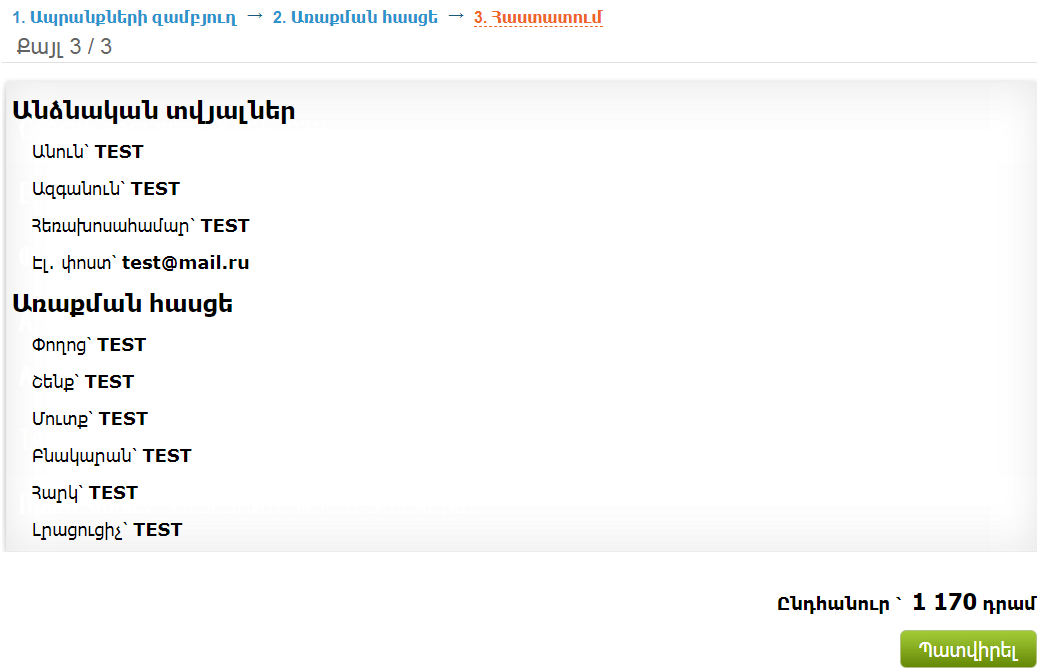 1. Ապրանքների զամբյուղ → 2. Առաքման հասցե → 3. Հաստատում
Քայլ 3 / 3
Անձնական տվյալներ
Անուն՝ TEST
Ազգանուն՝ TEST
Հեռախոսահամար՝ TEST
Էլ. փոստ՝ test@mail.ru
Առաքման հասցե
Փողոց՝ TEST
Շենք՝ TEST
Մուտք՝ TEST
Բնակարան՝ TEST
Հարկ՝ TEST
Լրացուցիչ՝ TEST
Ընդհանուր ՝ 1 170 դրամ
Պատվիրել